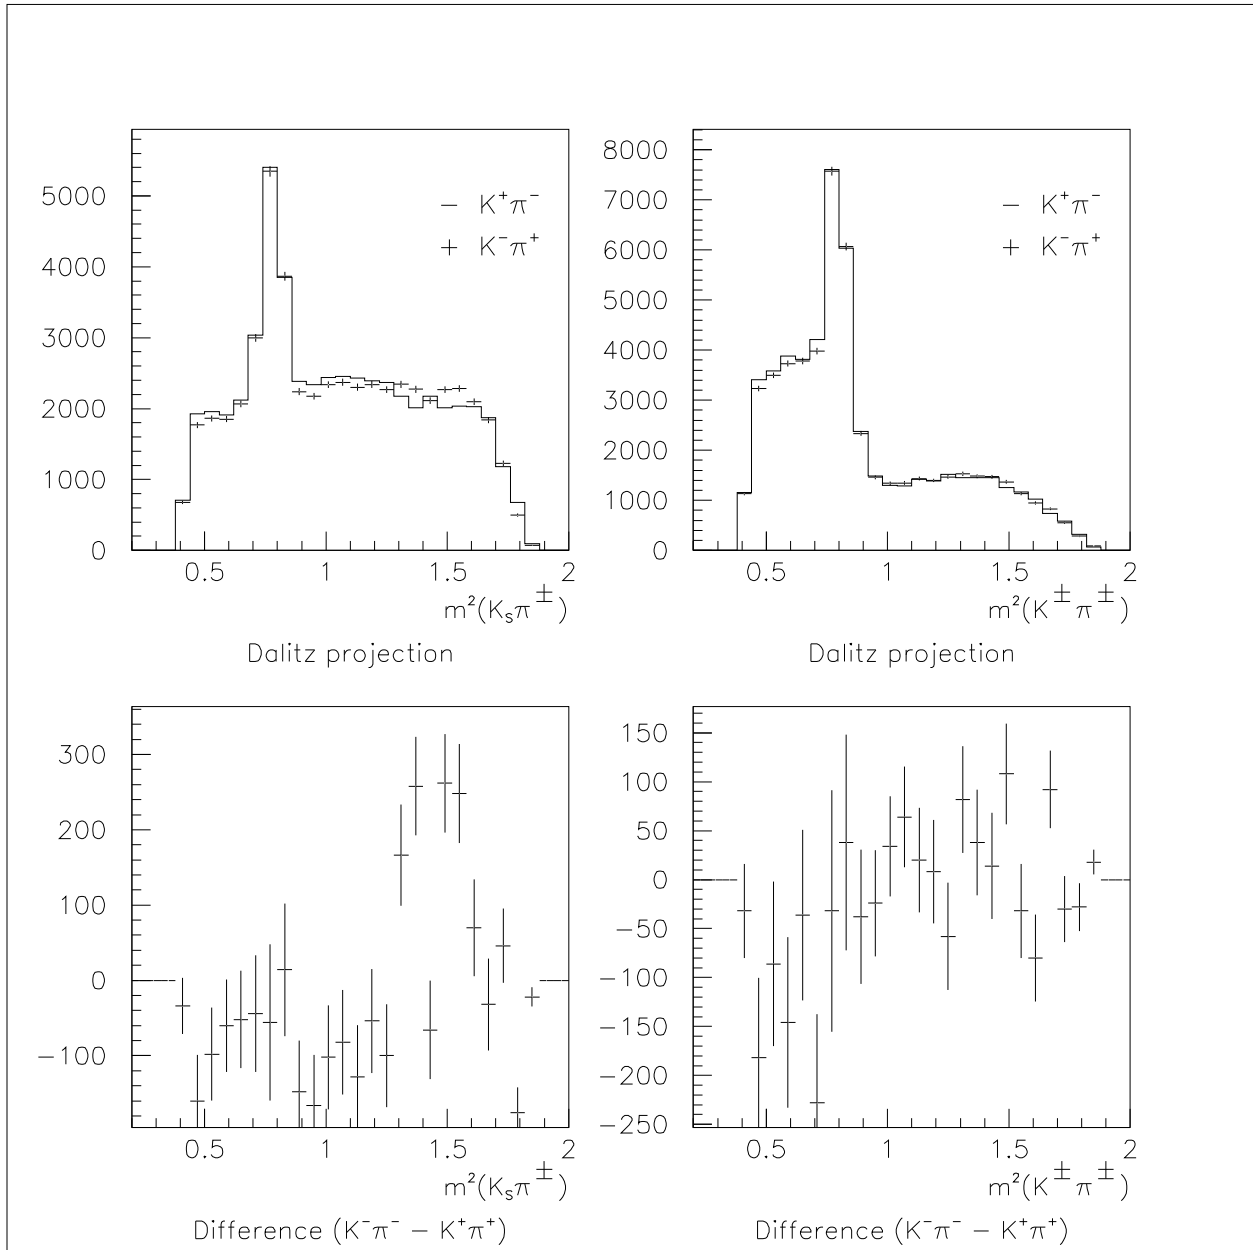 5000
4000
3000
2000
1000
0
K⁺π⁻
K⁻π⁺
0.5 1 1.5 2
m²(Kₛπ±)
Dalitz projection
8000
7000
6000
5000
4000
3000
2000
1000
0
K⁺π⁻
K⁻π⁺
0.5 1 1.5 2
m²(K±π±)
Dalitz projection
300
200
100
0
−100
0.5 1 1.5 2
m²(Kₛπ±)
Difference (K⁻π⁻ − K⁺π⁺)
150
100
50
0
−50
−100
−150
−200
−250
0.5 1 1.5 2
m²(K±π±)
Difference (K⁻π⁻ − K⁺π⁺)